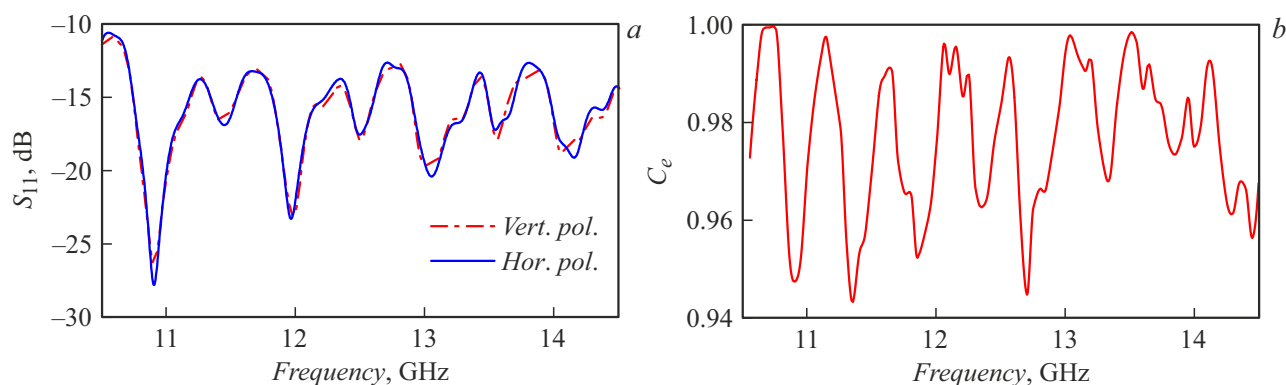 –10
–15
–20
–25
–30
S11, dB
11
12
13
14
Frequency, GHz
a
Vert. pol.
Hor. pol.
1.00
0.98
0.96
0.94
Ce
11
12
13
14
Frequency, GHz
b